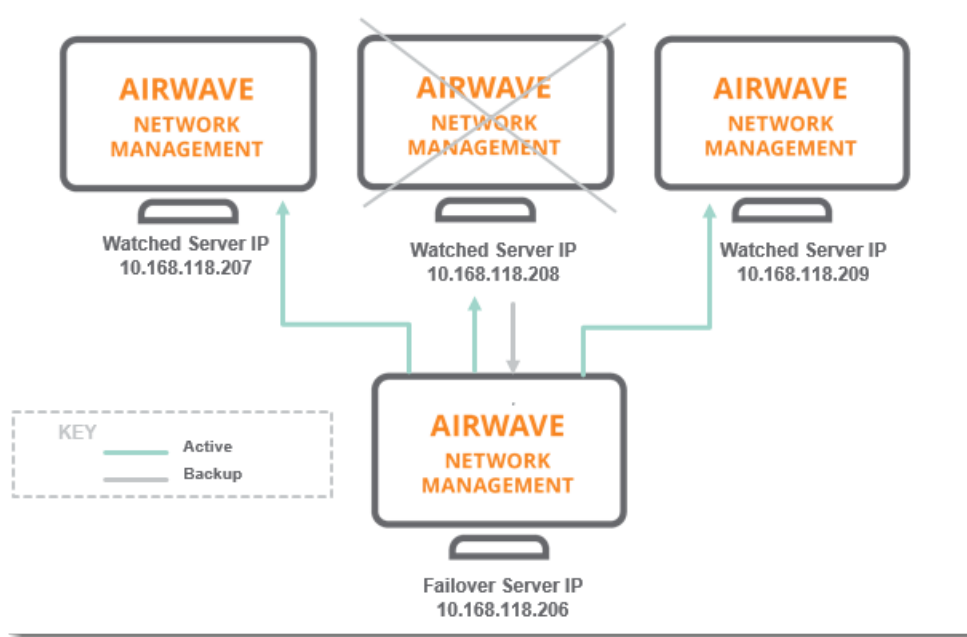 AIRWAVE
NETWORK
MANAGEMENT
AIRWAVE
NETWORK
MANAGEMENT
AIRWAVE
NETWORK
MANAGEMENT
Watched Server IP
10.168.118.207
Watched Server IP
10.168.118.208
Watched Server IP
10.168.118.209
AIRWAVE
NETWORK
MANAGEMENT
KEY
Active
Backup
Failover Server IP
10.168.118.206